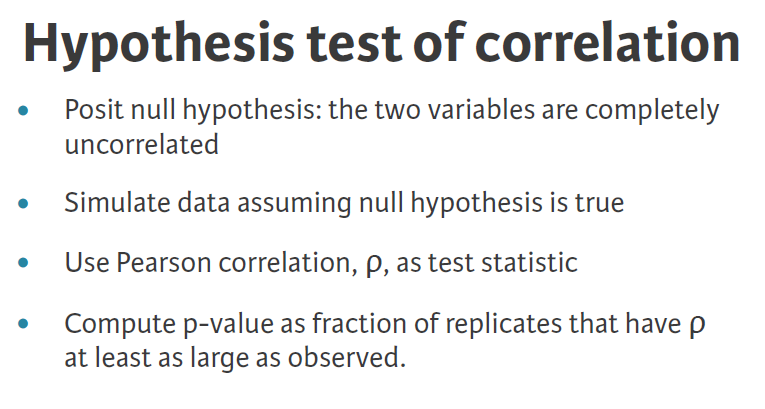 Hypothesis test of correlation
• Posit null hypothesis: the two variables are completely
uncorrelated
• Simulate data assuming null hypothesis is true
• Use Pearson correlation, ρ, as test statistic
• Compute p-value as fraction of replicates that have ρ
at least as large as observed.